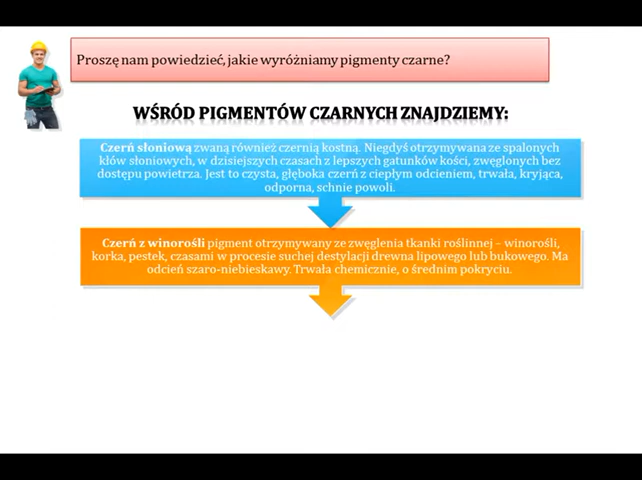 Proszę nam powiedzieć, jakie wyróżniamy pigmenty czarne?
WŚRÓD PIGMENTÓW CZARNYCH ZNAJDZIEMY:
Czerń słoniową zwaną również czernią kostną. Niegdyś otrzymywana ze spalonych
kłów słoniowych, w dzisiejszych czasach z lepszych gatunków kości, zwęglonych bez
dostępu powietrza. Jest to czysta, głęboka czerń z ciepłym odcieniem, trwała, kryjąca,
odporna, schnie powoli.
Czerń z winorośli pigment otrzymywany ze zwęglenia tkanki roślinnej – winorośli,
korka, pestek, czasami w procesie suchej destylacji drewna lipowego lub bukowego. Ma
odcień szaro-niebieskawy. Trwała chemicznie, o średnim pokryciu.